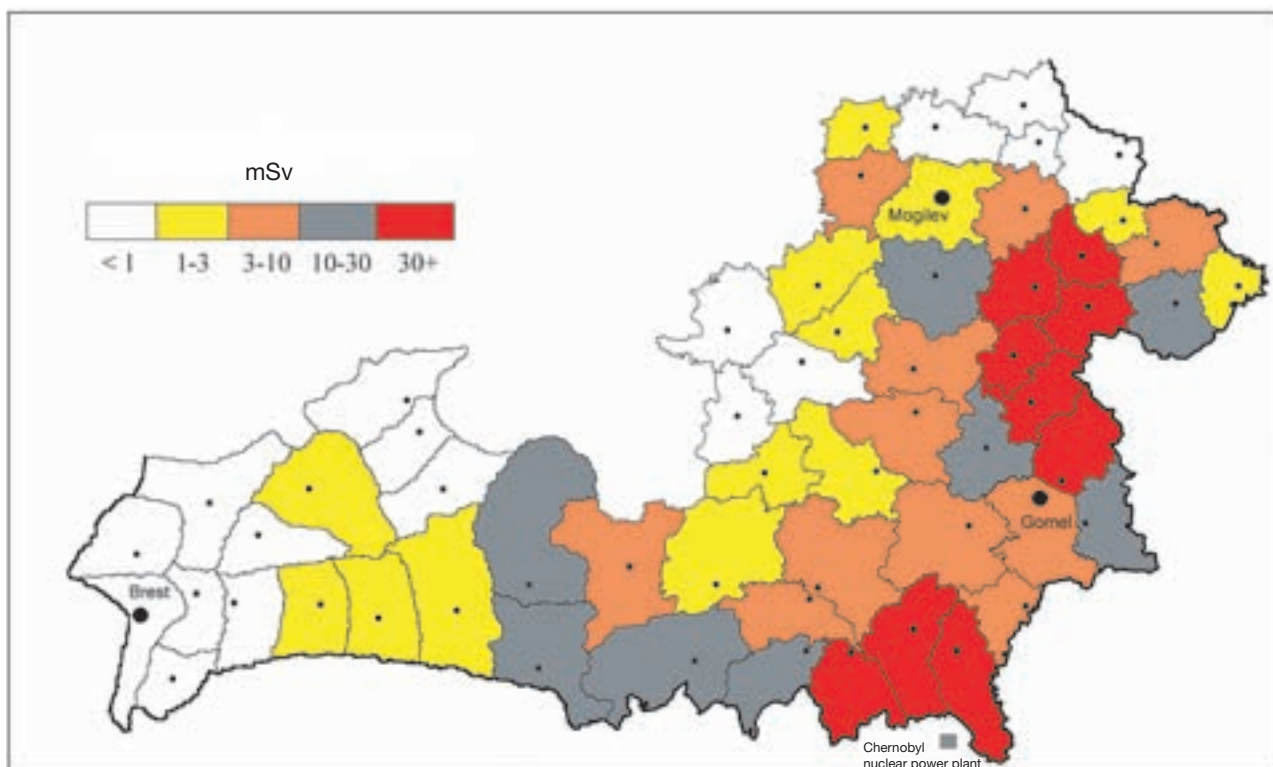 mSv
< 1 1-3 3-10 10-30 30+
Mogilev
Gomel
Brest
Chernobyl
nuclear power plant